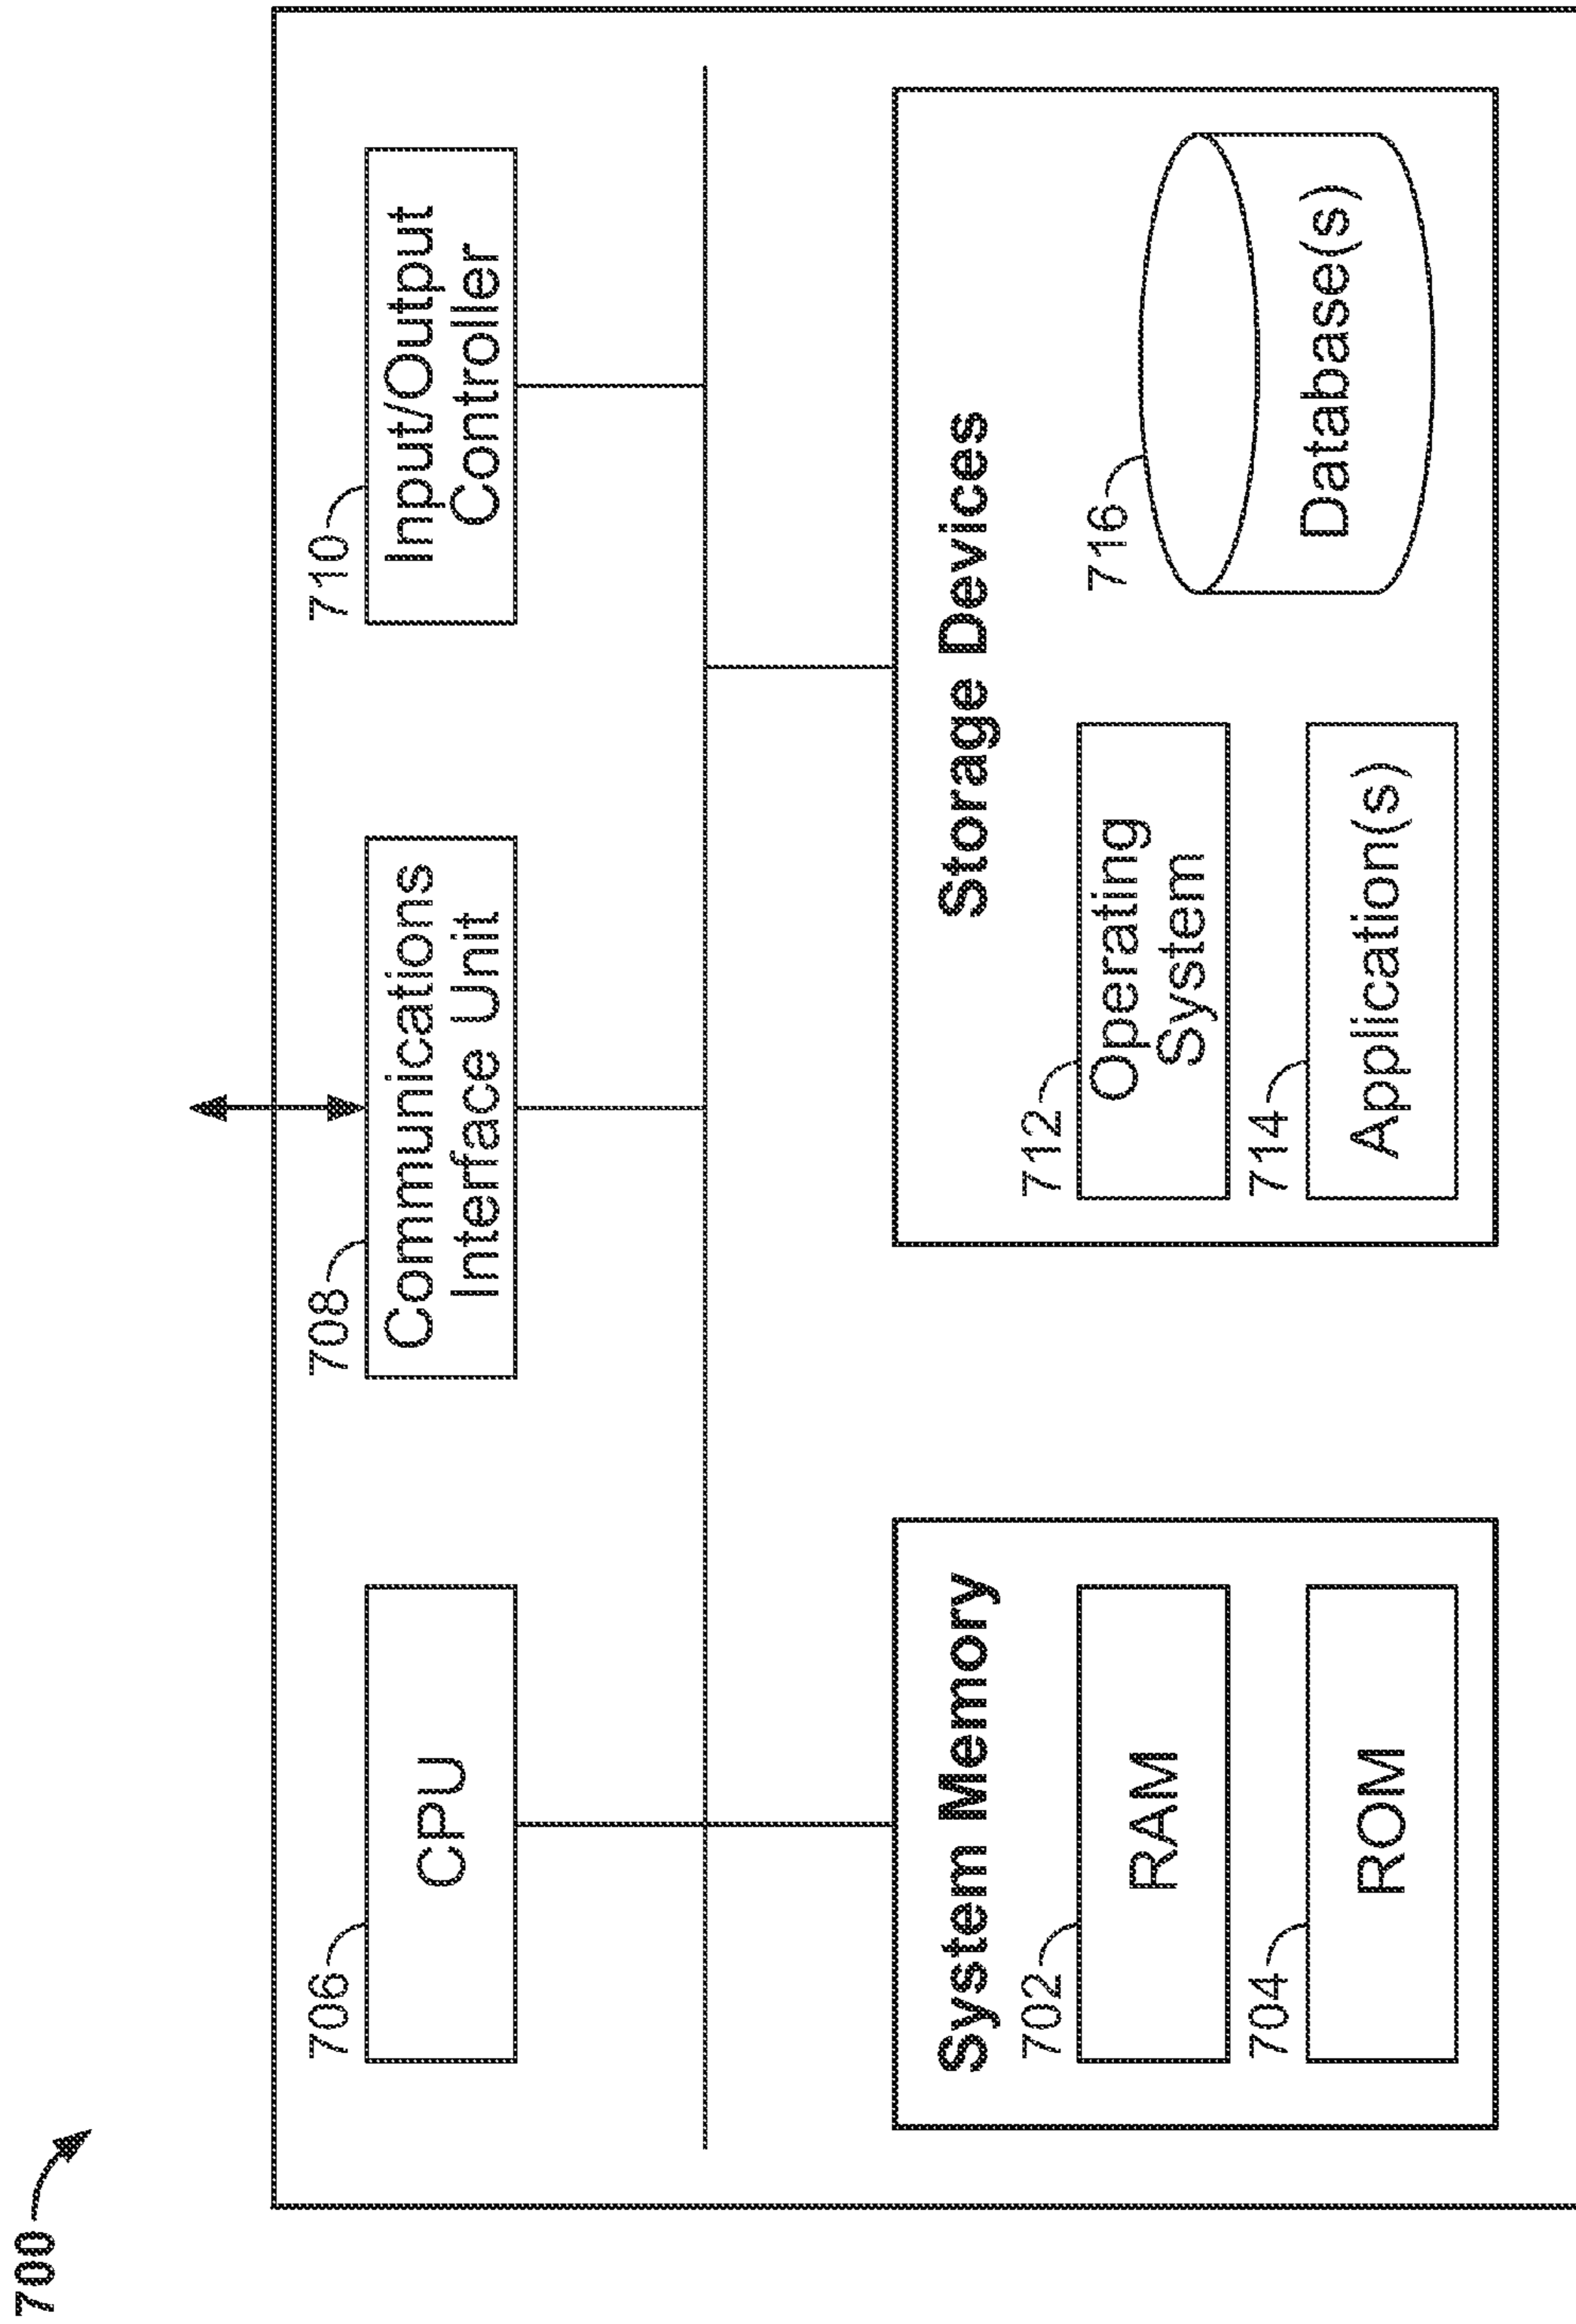 700
706
CPU
708
Communications
Interface Unit
710
Input/Output
Controller
System Memory
702
RAM
704
ROM
Storage Devices
712
Operating
System
714
Application(s)
716
Database(s)